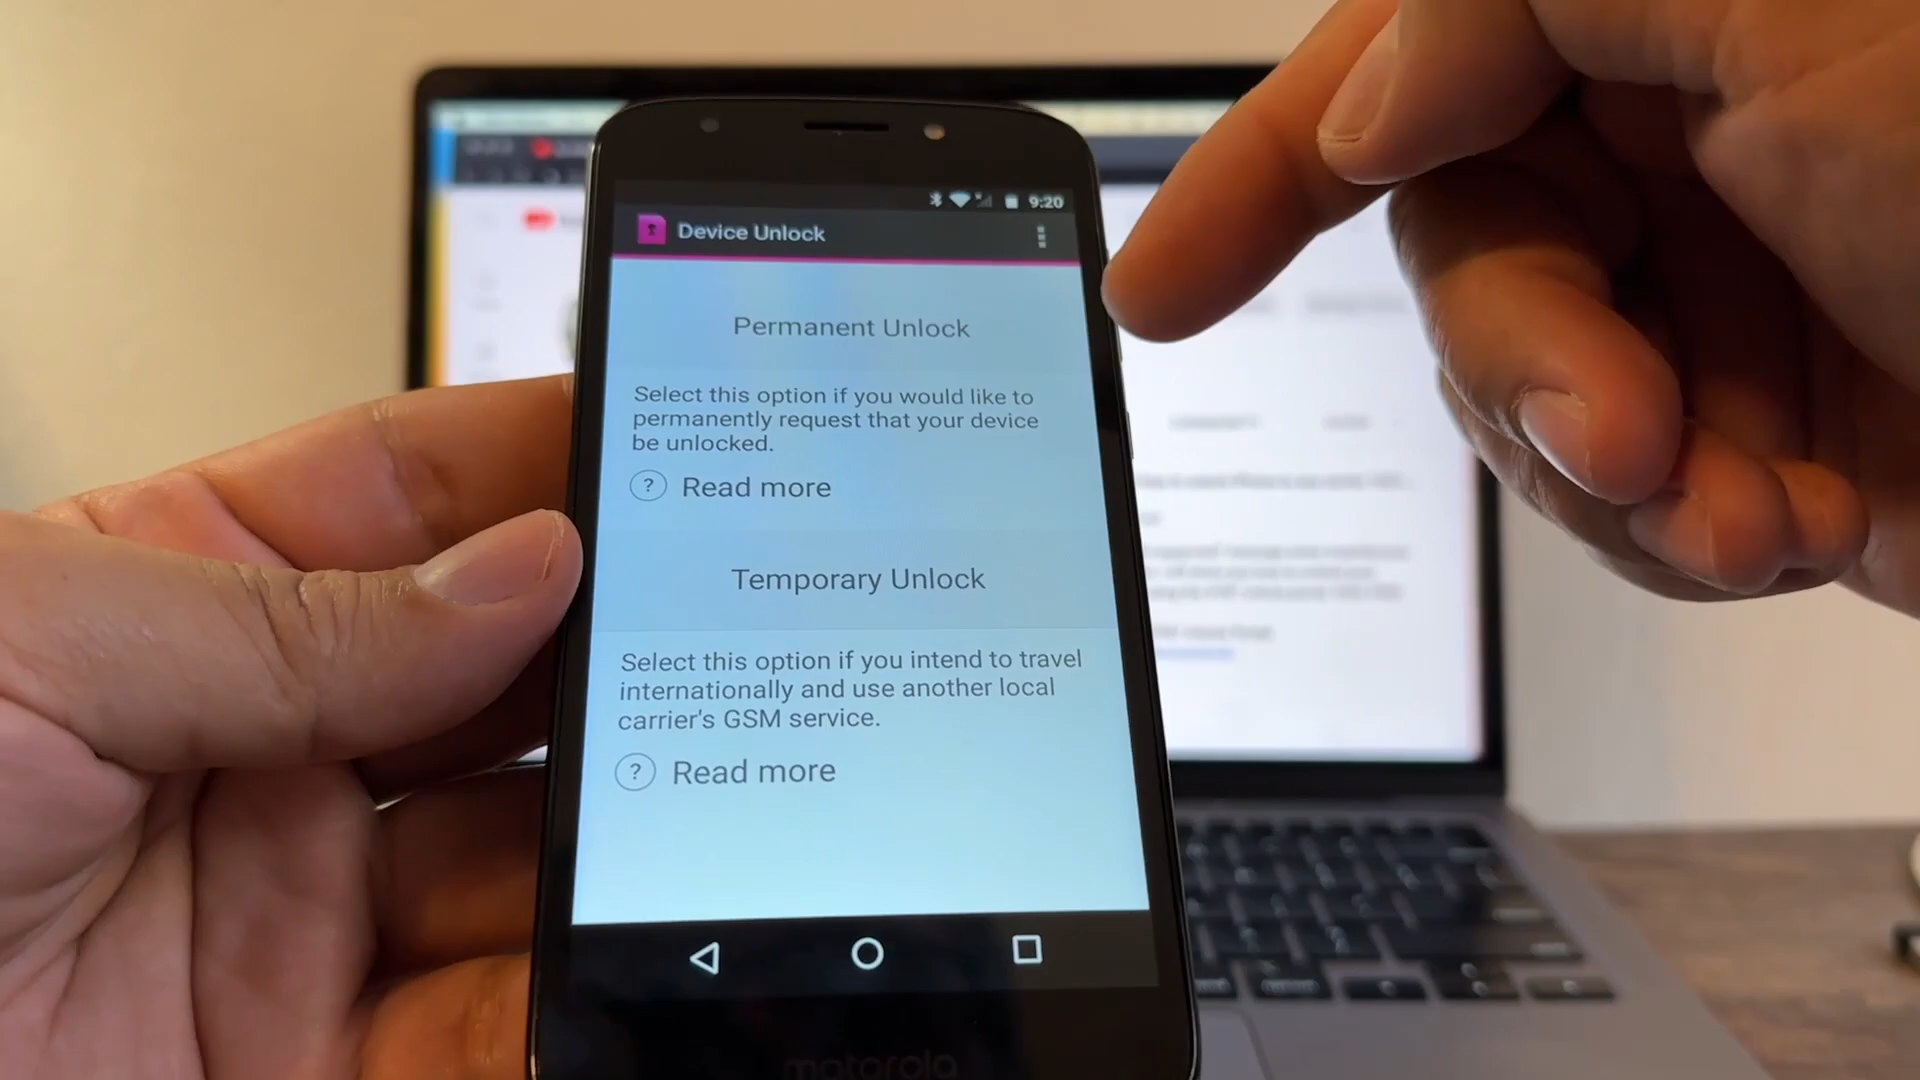 9:20
Device Unlock
Permanent Unlock
Select this option if you would like to
permanently request that your device
be unlocked.
? Read more
Temporary Unlock
Select this option if you intend to travel
internationally and use another local
carrier's GSM service.
? Read more
motorola